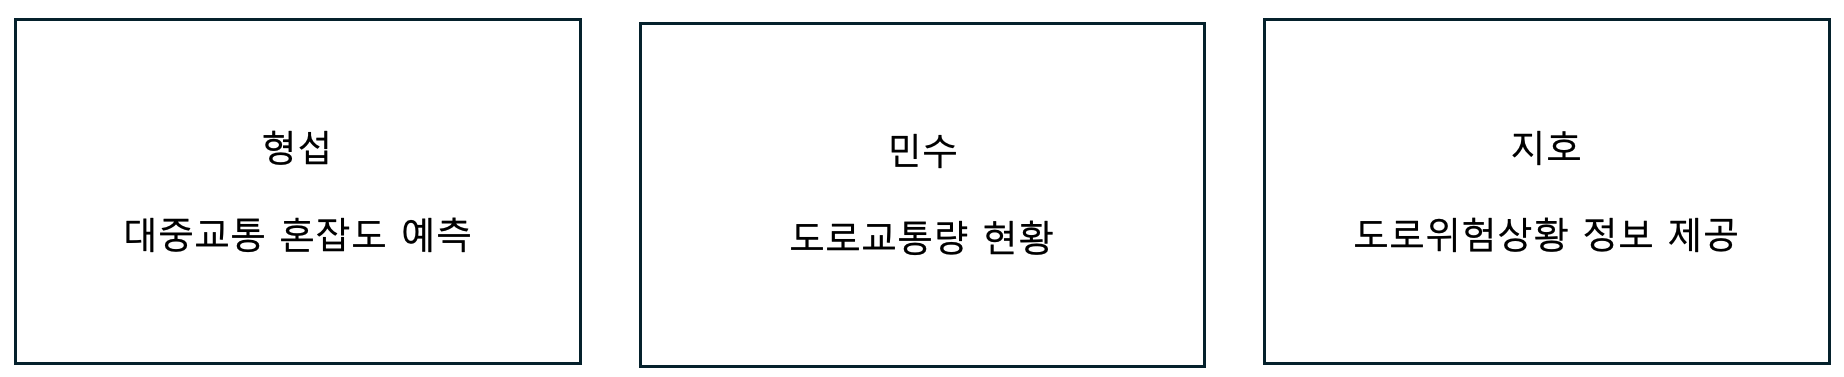 형섭
대중교통 혼잡도 예측
민수
도로교통량 현황
지호
도로위험상황 정보 제공